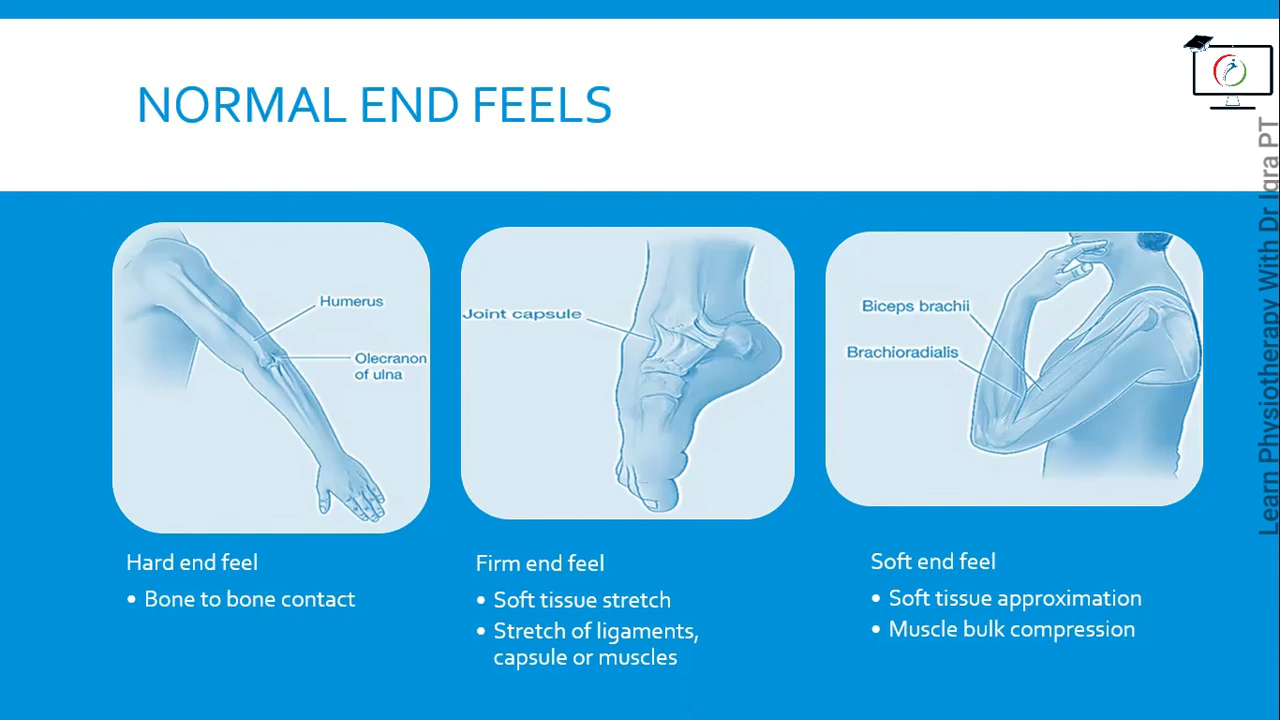 NORMAL END FEELS
Humerus
Olecranon
of ulna
Hard end feel
• Bone to bone contact
Joint capsule
Firm end feel
• Soft tissue stretch
• Stretch of ligaments,
capsule or muscles
Biceps brachii
Brachioradialis
Soft end feel
• Soft tissue approximation
• Muscle bulk compression
Learn Physiotherapy With Dr Iqra PT